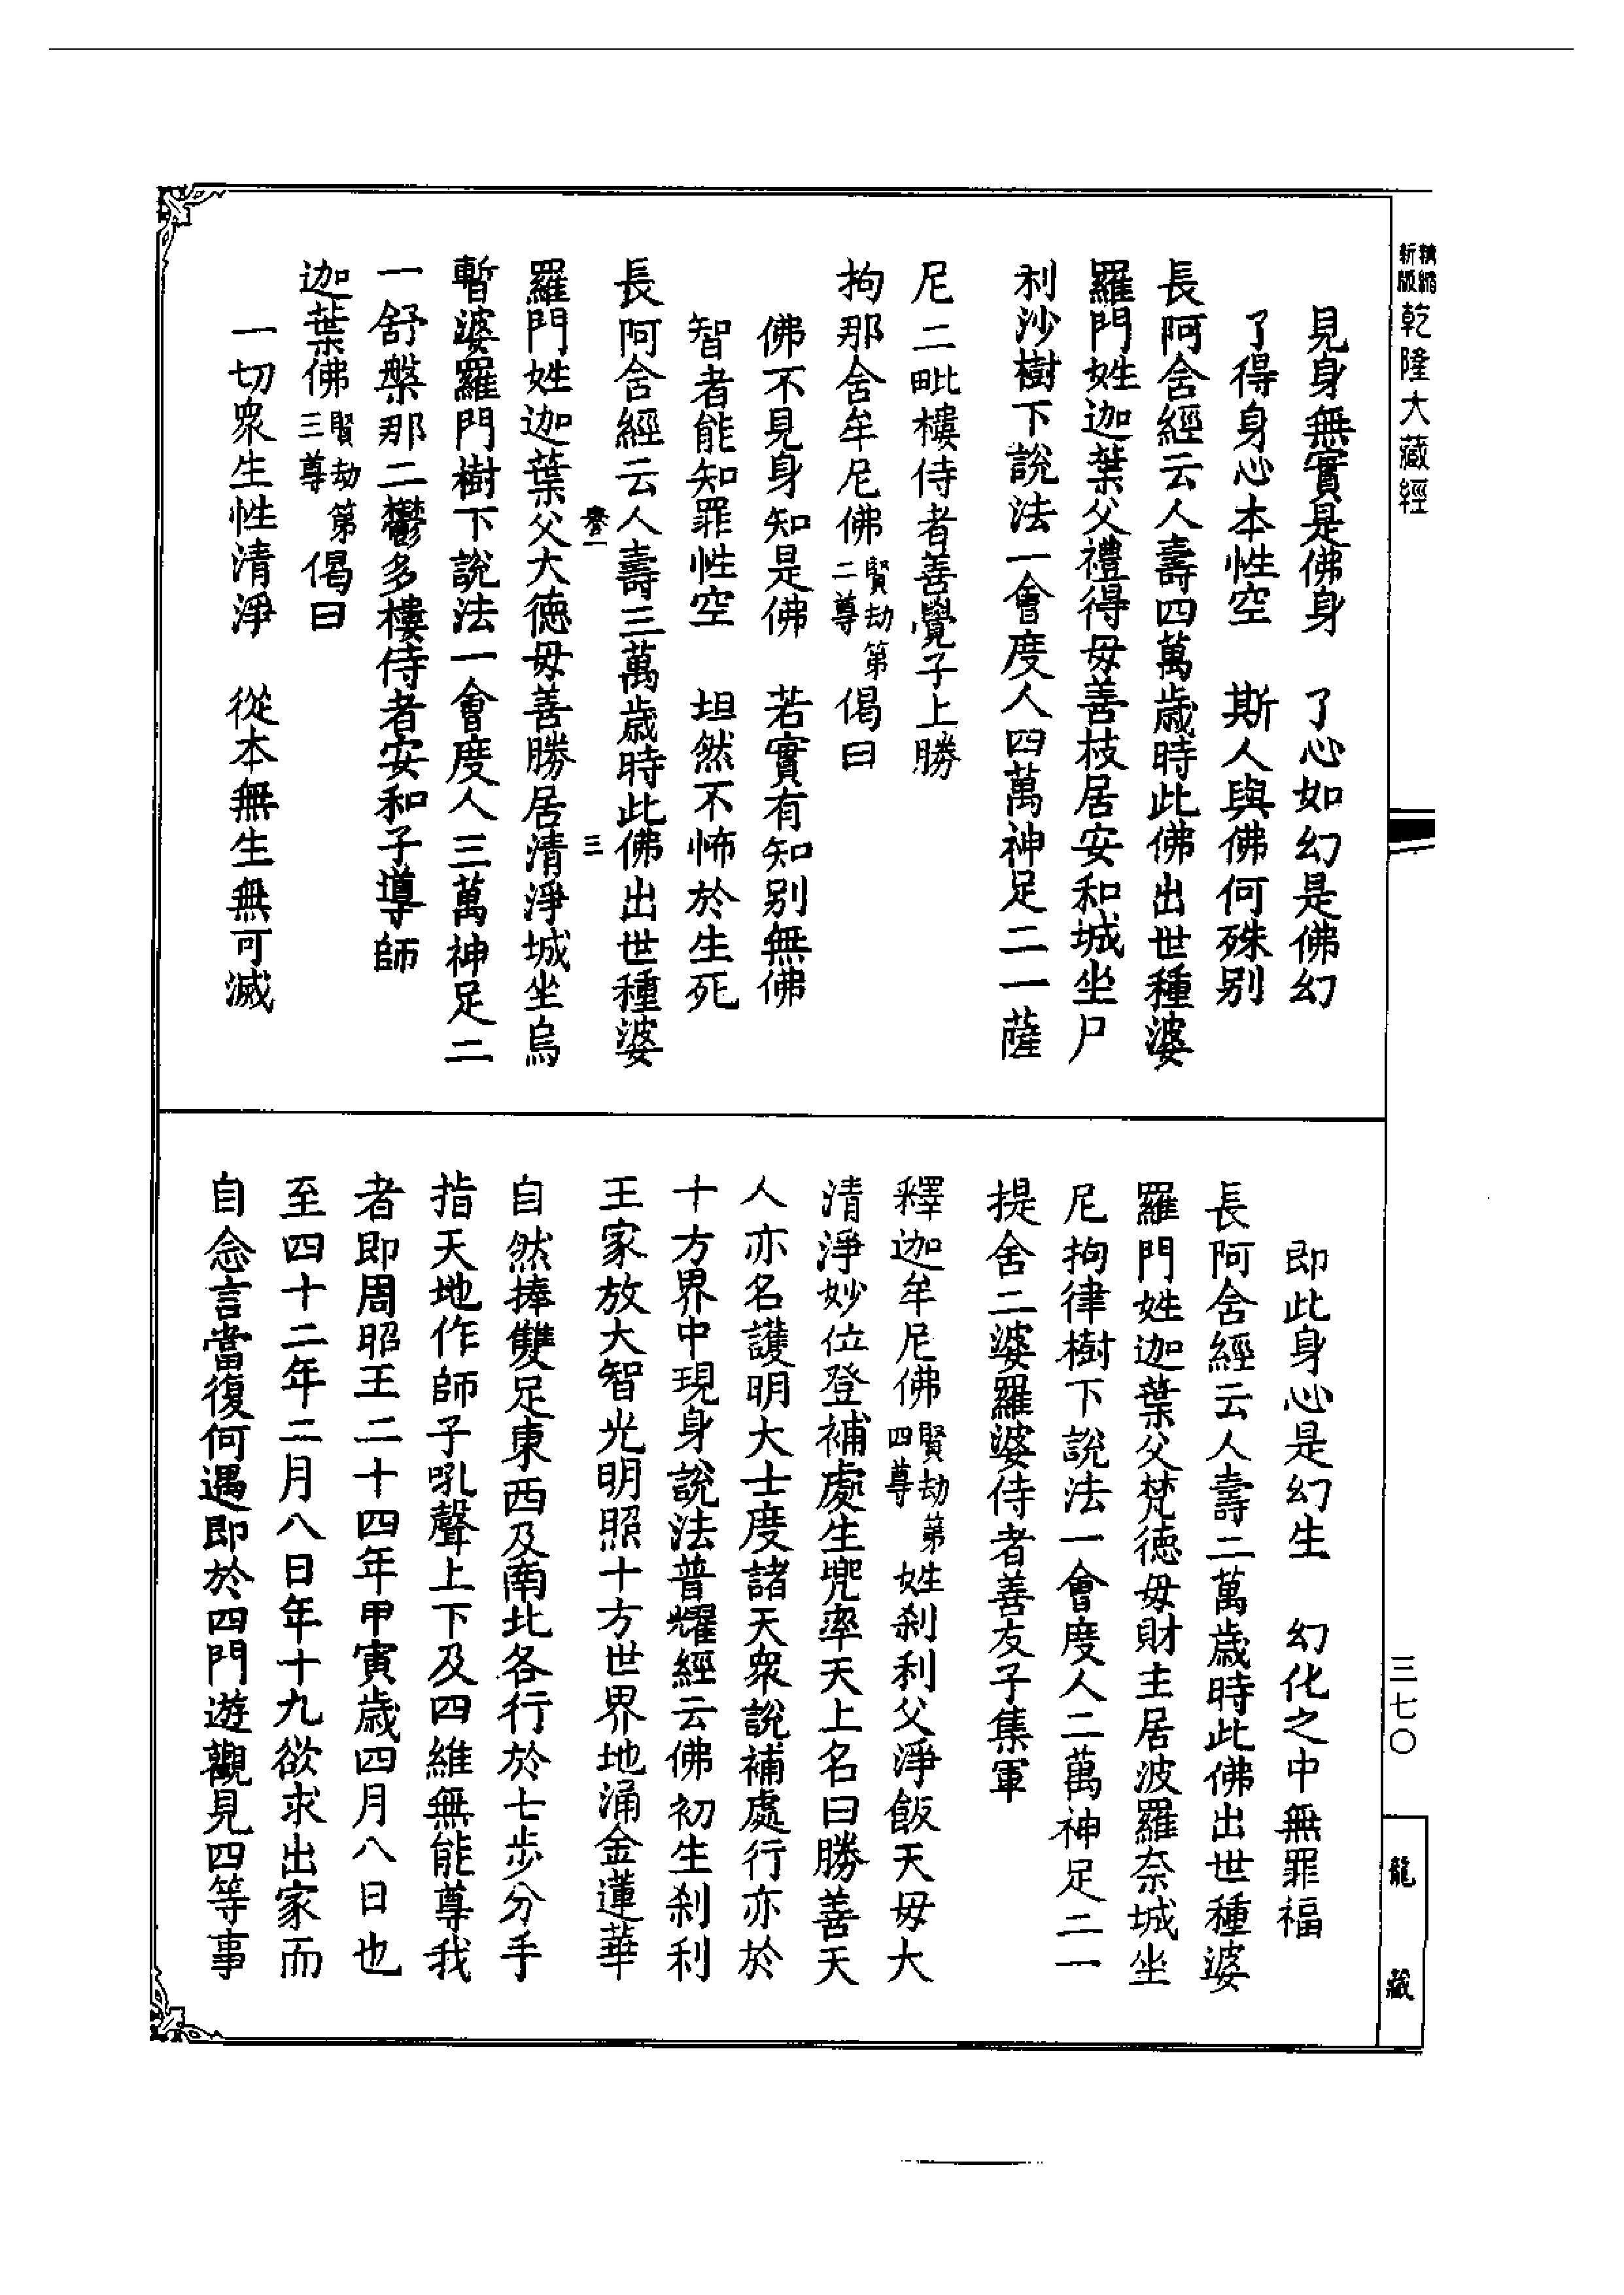 精縮
新版
乾隆大藏經
見身無實是佛身　了心如幻是佛幻
了得身心本性空　斯人與佛何殊別
長阿舍經云人壽四萬歲時此佛出世種婆
羅門姓迦葉父禮得毋善枝居安和城坐尸
利沙樹下說法一會度人四萬神足二一薩
尼二毗樓侍者善覺子上勝
拘那舍牟尼佛賢劫第二尊偈曰
佛不見身知是佛　若實有知別無佛
智者能知罪性空　坦然不怖於生死
長阿舍經云人壽三萬歲時此佛出世種婆
三
羅門姓迦葉父大德毋善勝居清淨城坐烏
暫婆羅門樹下說法一會度人三萬神足二
一舒槃那二鬱多樓侍者安和子導師
迦葉佛賢劫第三尊偈曰
一切衆生性清淨　從本無生無可滅
即此身心是幻生　幻化之中無罪福
長阿舍經云人壽二萬歲時此佛出世種婆
羅門姓迦葉父梵德毋財主居波羅奈城坐
尼拘律樹下說法一會度人二萬神足二一
提舍二婆羅婆侍者善友子集軍
釋迦牟尼佛賢劫第四尊姓刹利父淨飯天毋大
清淨妙位登補處生兜率天上名曰勝善天
人亦名護明大士度諸天衆說補處行亦於
十方界中現身說法普耀經云佛初生刹利
王家放大智光明照十方世界地涌金蓮華
自然捧雙足東西及南北各行於七步分手
指天地作師子吼聲上下及四維無能尊我
者即周昭王二十四年甲寅歲四月八日也
至四十二年二月八日年十九欲求出家而
自念言當復何遇即於四門遊觀見四等事
三七〇
龍藏